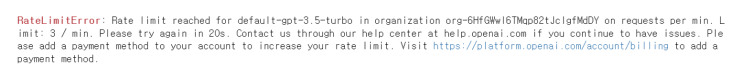 RateLimitError: Rate limit reached for default-gpt-3.5-turbo in organization org-6HfGWwI6TMqp82tJcIgfMdDY on requests per min. L
imit: 3 / min. Please try again in 20s. Contact us through our help center at help.openai.com if you continue to have issues. Ple
ase add a payment method to your account to increase your rate limit. Visit https://platform.openai.com/account/billing to add a
payment method.